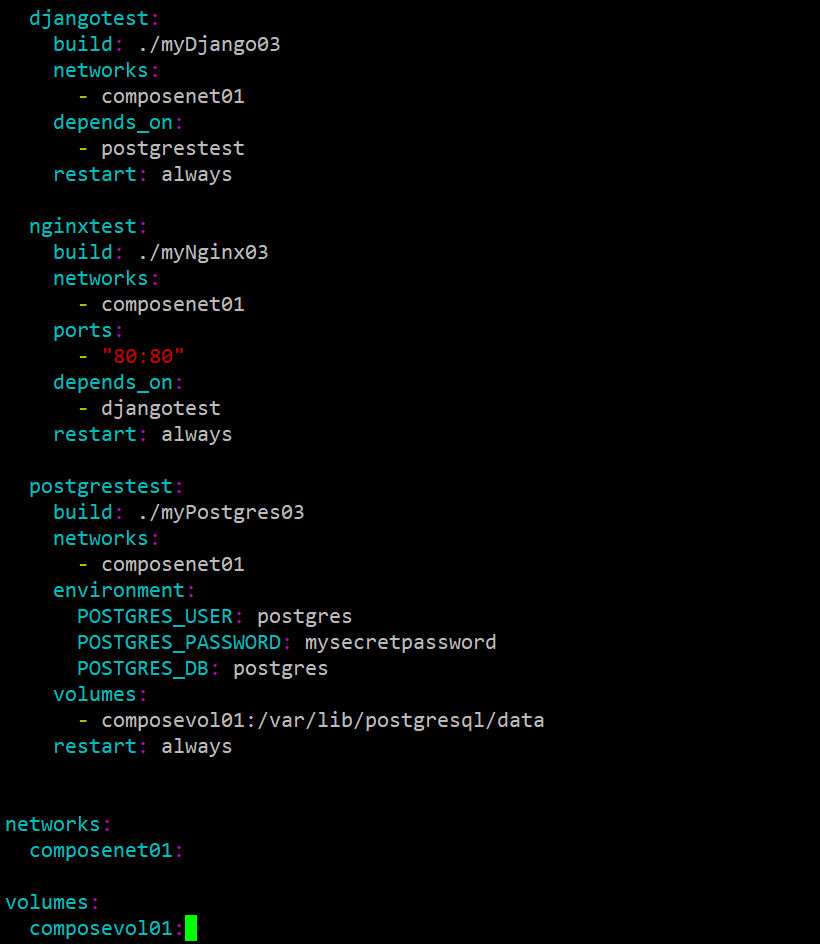 djangotest:
    build: ./myDjango03
    networks:
      - composenet01
    depends_on:
      - postgrestest
    restart: always

  nginxtest:
    build: ./myNginx03
    networks:
      - composenet01
    ports:
      - "80:80"
    depends_on:
      - djangotest
    restart: always

  postgrestest:
    build: ./myPostgres03
    networks:
      - composenet01
    environment:
      POSTGRES_USER: postgres
      POSTGRES_PASSWORD: mysecretpassword
      POSTGRES_DB: postgres
    volumes:
      - composevol01:/var/lib/postgresql/data
    restart: always


networks:
  composenet01:

volumes:
  composevol01: